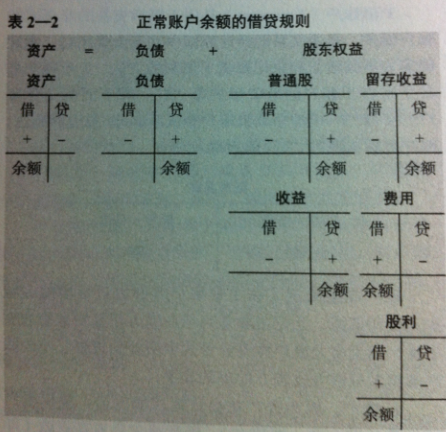 表 2—2 正常账户余额的借贷规则
资产 = 负债 + 股东权益
资产 负债 普通股 留存收益
借 贷 借 贷 借 贷 借 贷
+ − − + − + − +
余额 余额 余额 余额
收益 费用
借 贷 借 贷
− + + −
余额 余额
股利
借 贷
+ −
余额